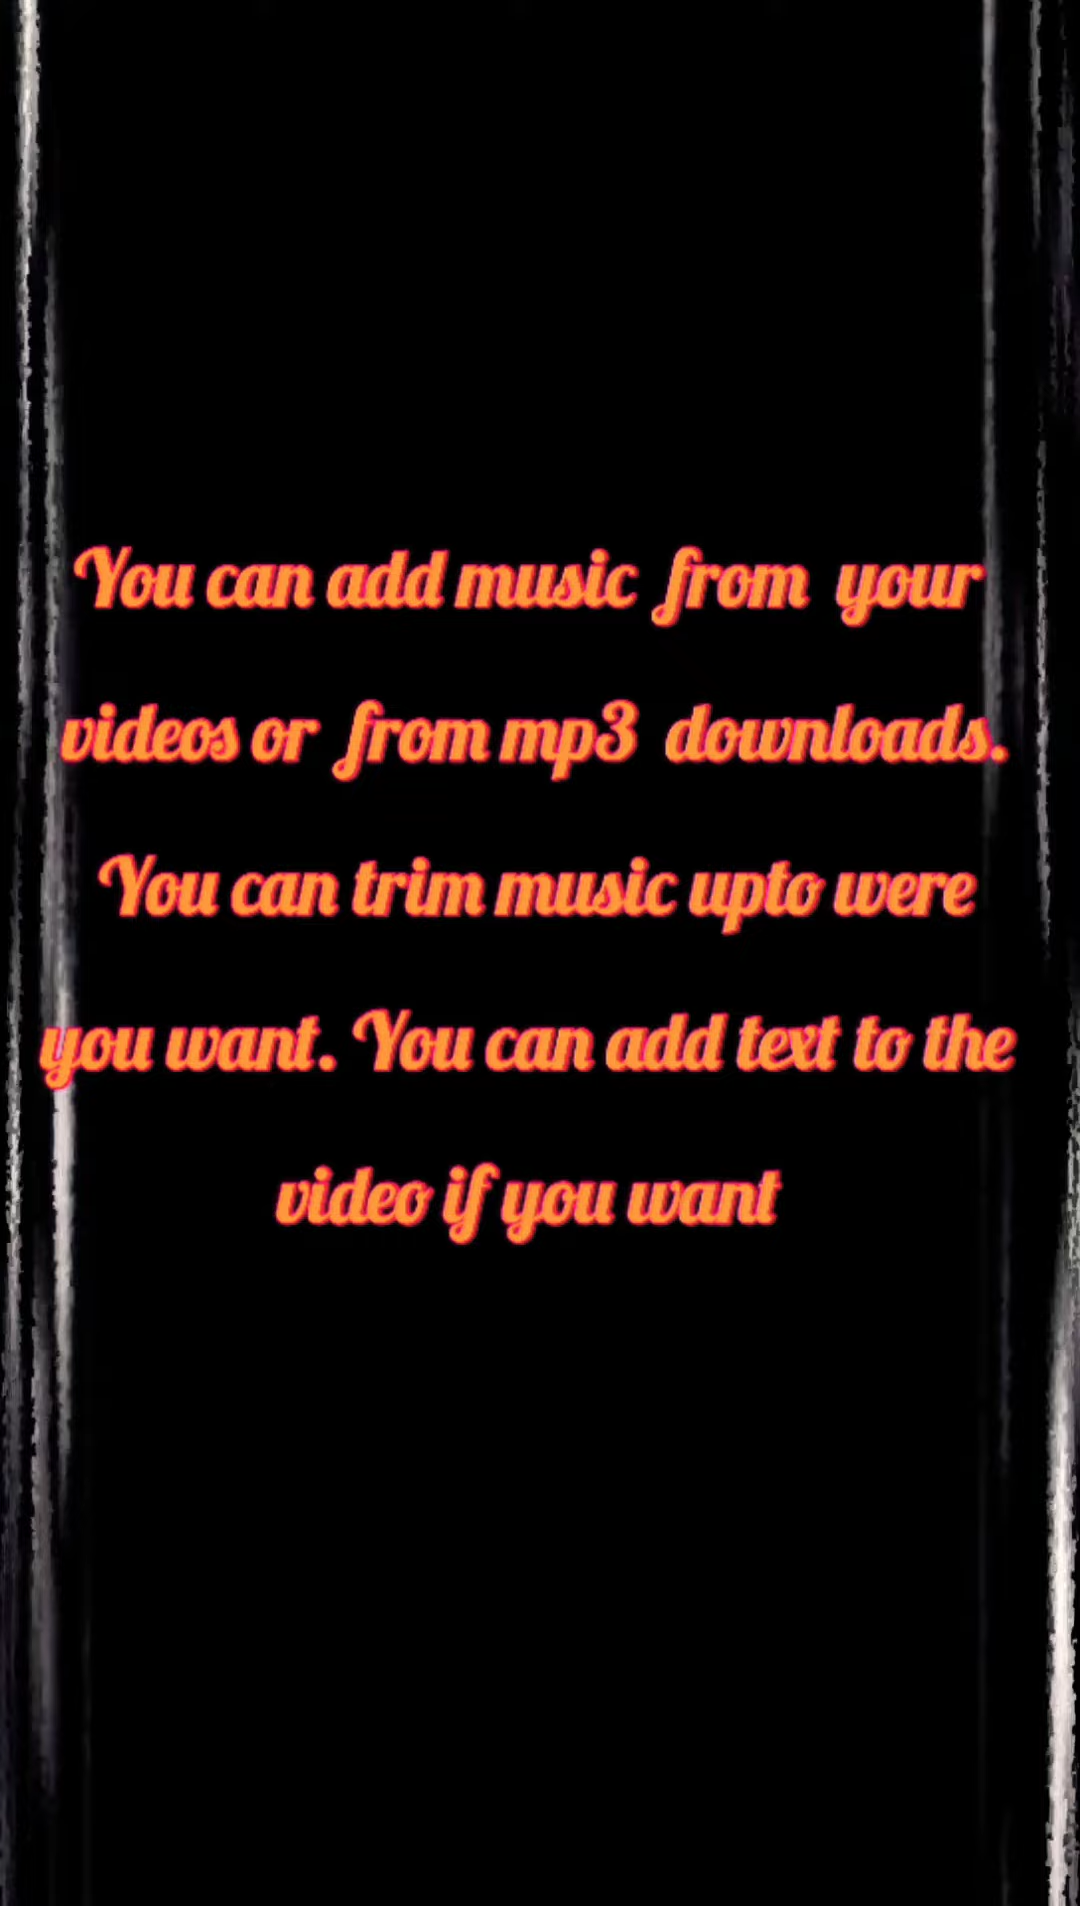 You can add music from your
videos or from mp3 downloads.
You can trim music upto were
you want. You can add text to the
video if you want